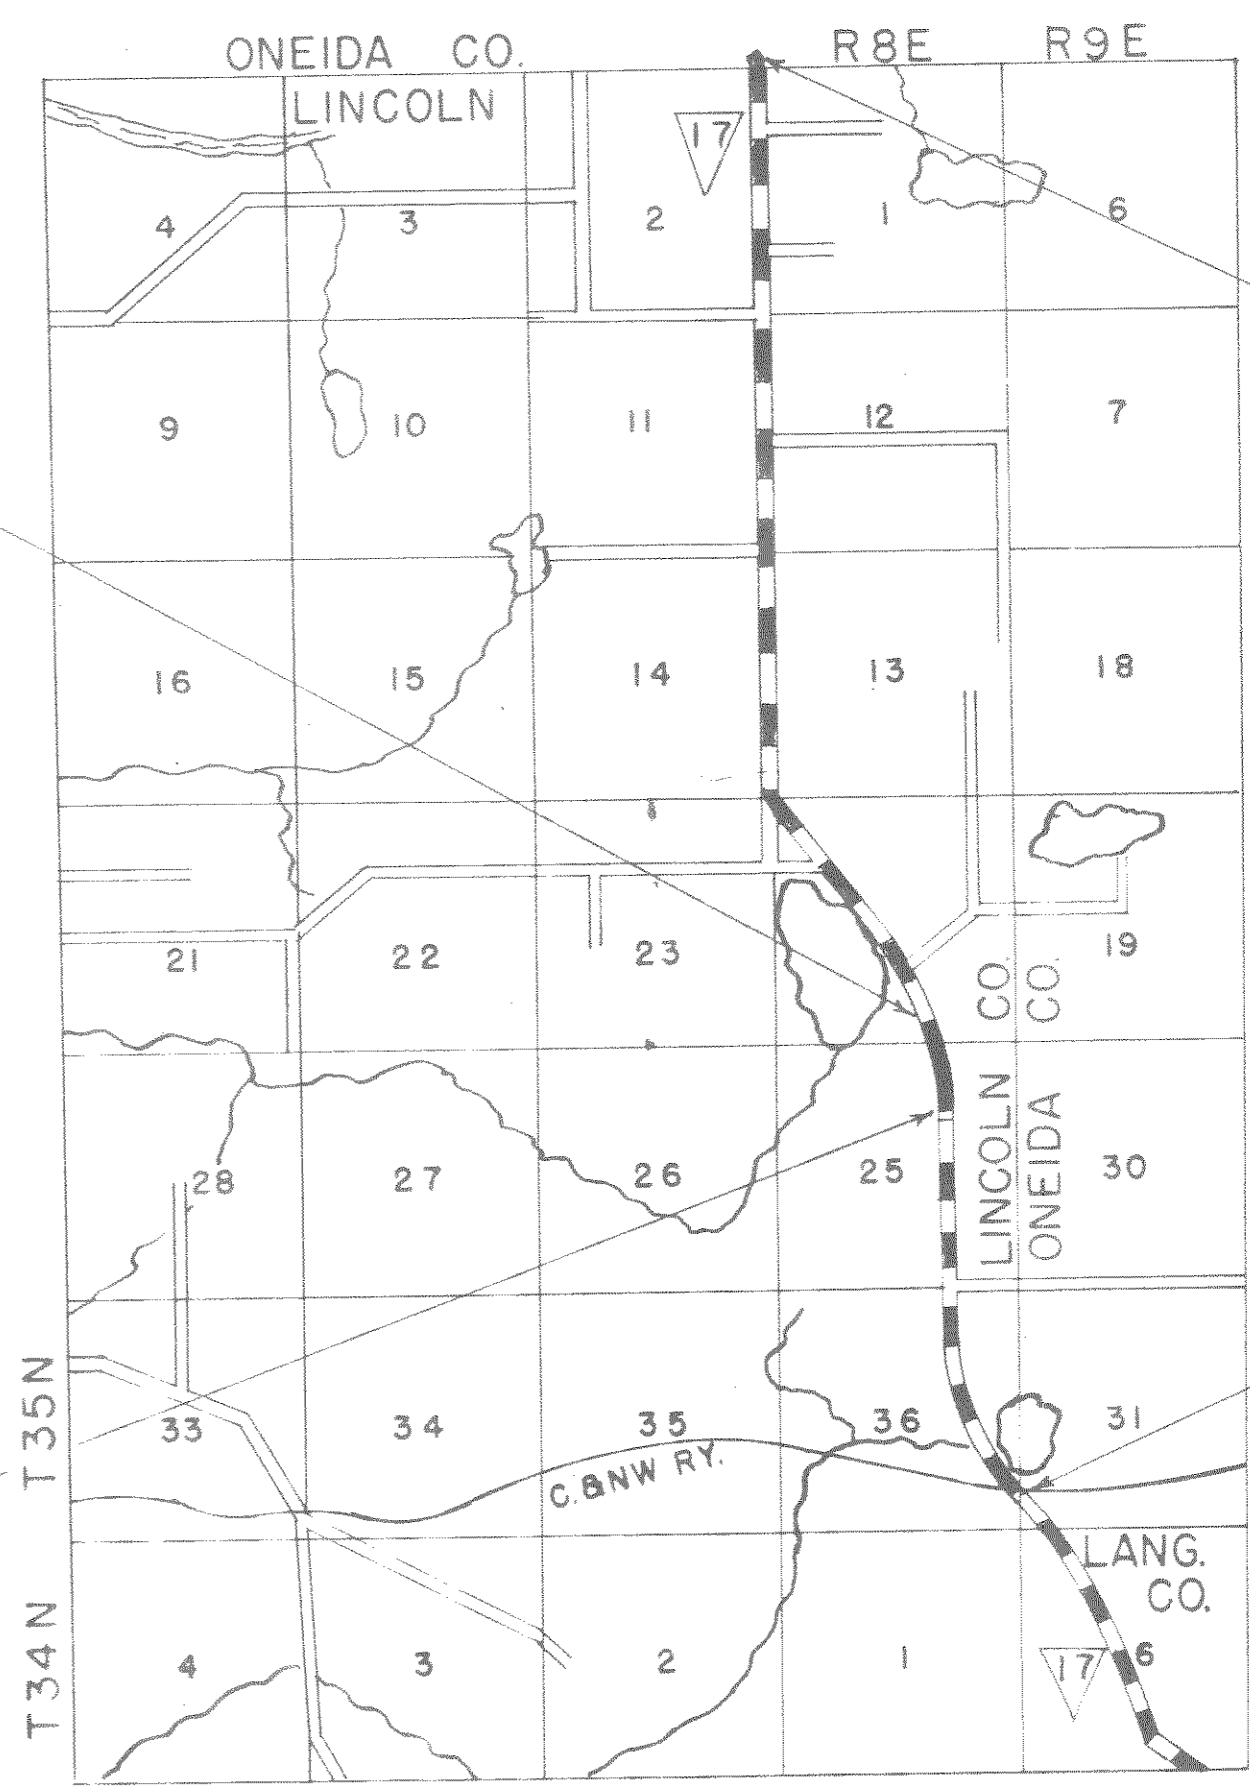 ONEIDA CO. R8E R9E
LINCOLN
17
4 3 2 1 6
9 10 11 12 7
16 15 14 13 18
21 22 23 19
CO.
CO.
LINCOLN
ONEIDA
28 27 26 25 30
T 35N
33 34 35 36 31
C.&NW RY.
LANG.
CO.
T 34N
4 3 2 1 6
17